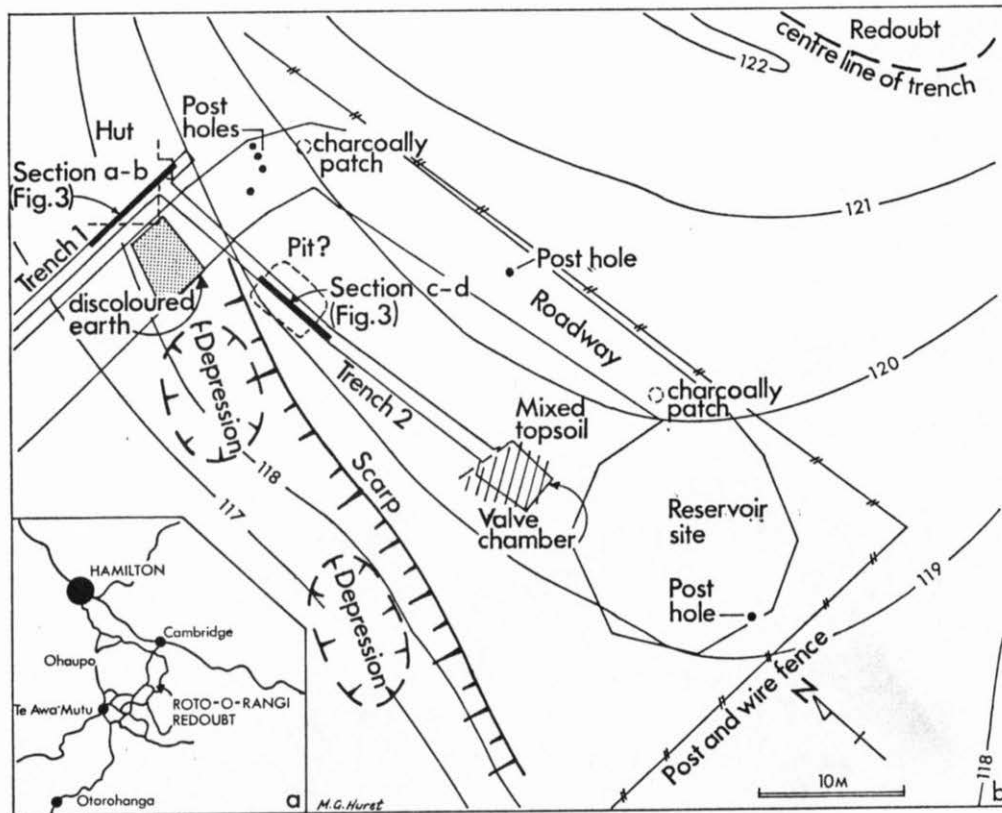 Redoubt
centre line of trench
122
Hut
Post
holes
charcoally
patch
Section a-b
(Fig.3)
Trench 1
121
Pit?
Post hole
Section c-d
(Fig.3)
discoloured
earth
Roadway
Depression
Trench 2
120
charcoally
patch
Mixed
topsoil
118
Scarp
117
Valve
chamber
Reservoir
site
119
Post
hole
Depression
Post and wire fence
N
118
10M
b
HAMILTON
Cambridge
Ohaupo
Te Awa Mutu
ROTO-O-RANGI
REDOUBT
Otorohanga
a
M.G.Hurst